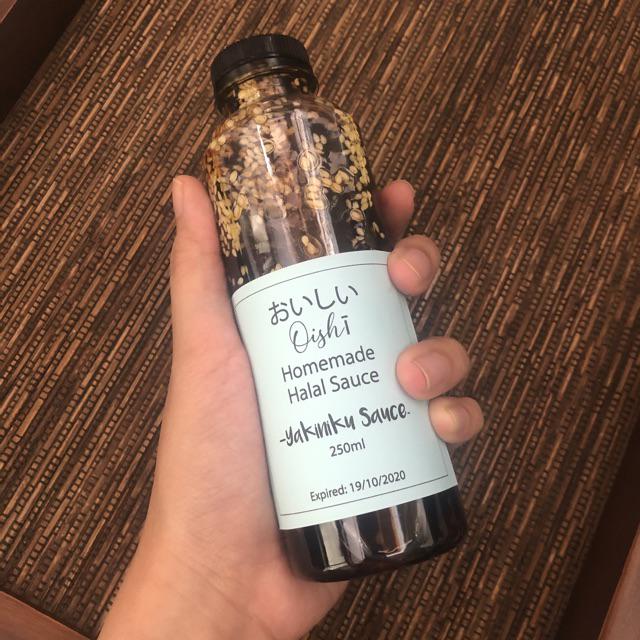 おいしい
Oishī
Homemade
Halal Sauce
-Yakiniku Sauce-
250ml
Expired: 19/10/2020